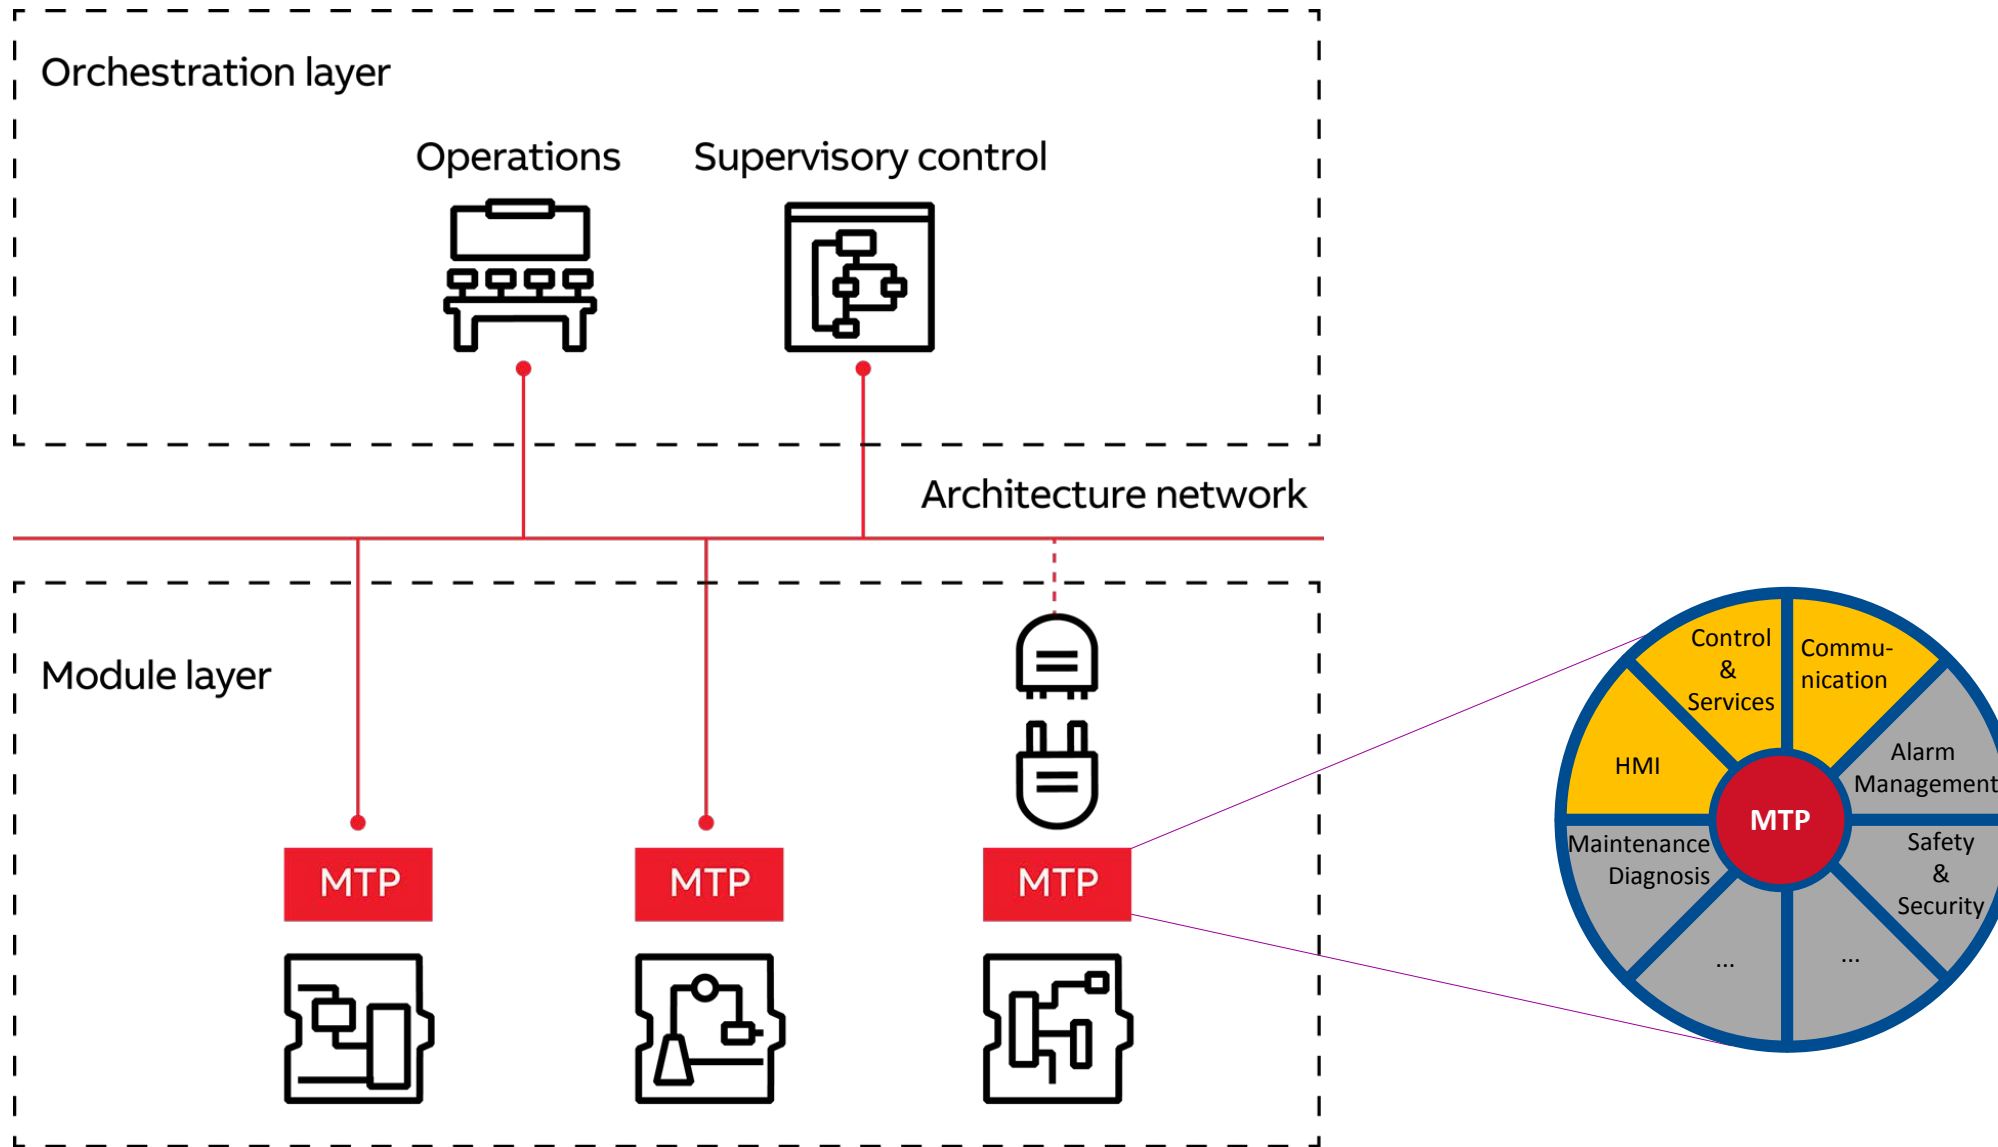 Orchestration layer
Operations
Supervisory control
Architecture network
Module layer
MTP
MTP
MTP
Control
&
Services
Commu-
nication
HMI
Alarm
Management
MTP
Maintenance
Diagnosis
Safety
&
Security
...
...